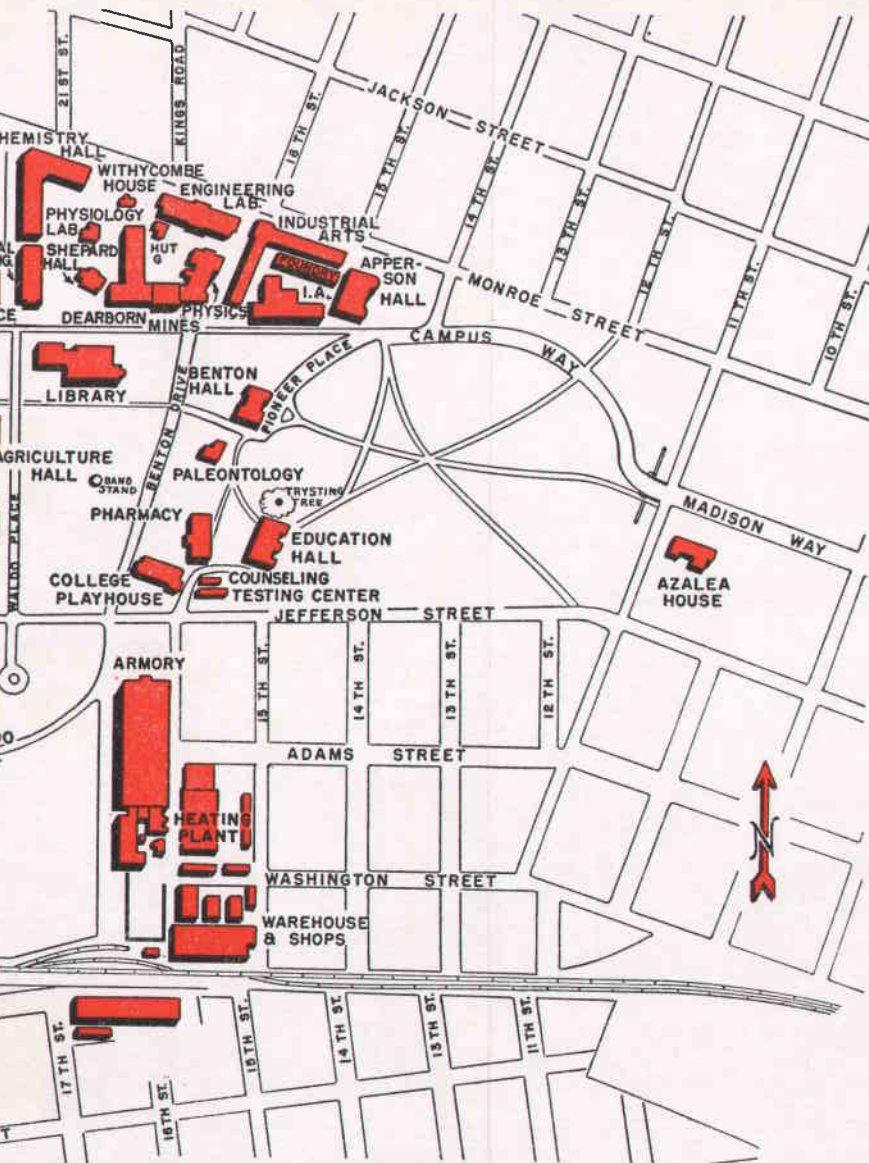 21 ST ST.
KINGS ROAD
16 TH ST.
JACKSON STREET
15 TH ST.
14 TH ST.
13 TH ST.
12 TH ST.
11 TH ST.
10 TH ST.
HEMISTRY
HALL
WITHYCOMBE
HOUSE
ENGINEERING
LAB.
PHYSIOLOGY
LAB.
INDUSTRIAL
ARTS
AL
G.
SHEPARD
HALL
HUT
G
FOUNDRY
I.A.
APPER-
SON
HALL
MONROE STREET
CE
DEARBORN
MINES
PHYSICS
CAMPUS WAY
LIBRARY
BENTON
HALL
PIONEER PLACE
BENTON DRIVE
AGRICULTURE
HALL
BAND
STAND
PALEONTOLOGY
TRYSTING
TREE
PHARMACY
EDUCATION
HALL
MADISON WAY
WALDO PLACE
COLLEGE
PLAYHOUSE
COUNSELING
TESTING CENTER
AZALEA
HOUSE
JEFFERSON STREET
ARMORY
15 TH ST.
14 TH ST.
13 TH ST.
12 TH ST.
DO
ADAMS STREET
HEATING
PLANT
N
WASHINGTON STREET
WAREHOUSE
& SHOPS
17 TH ST.
16TH ST.
15 TH ST.
14TH ST.
13TH ST.
11 TH ST.
T